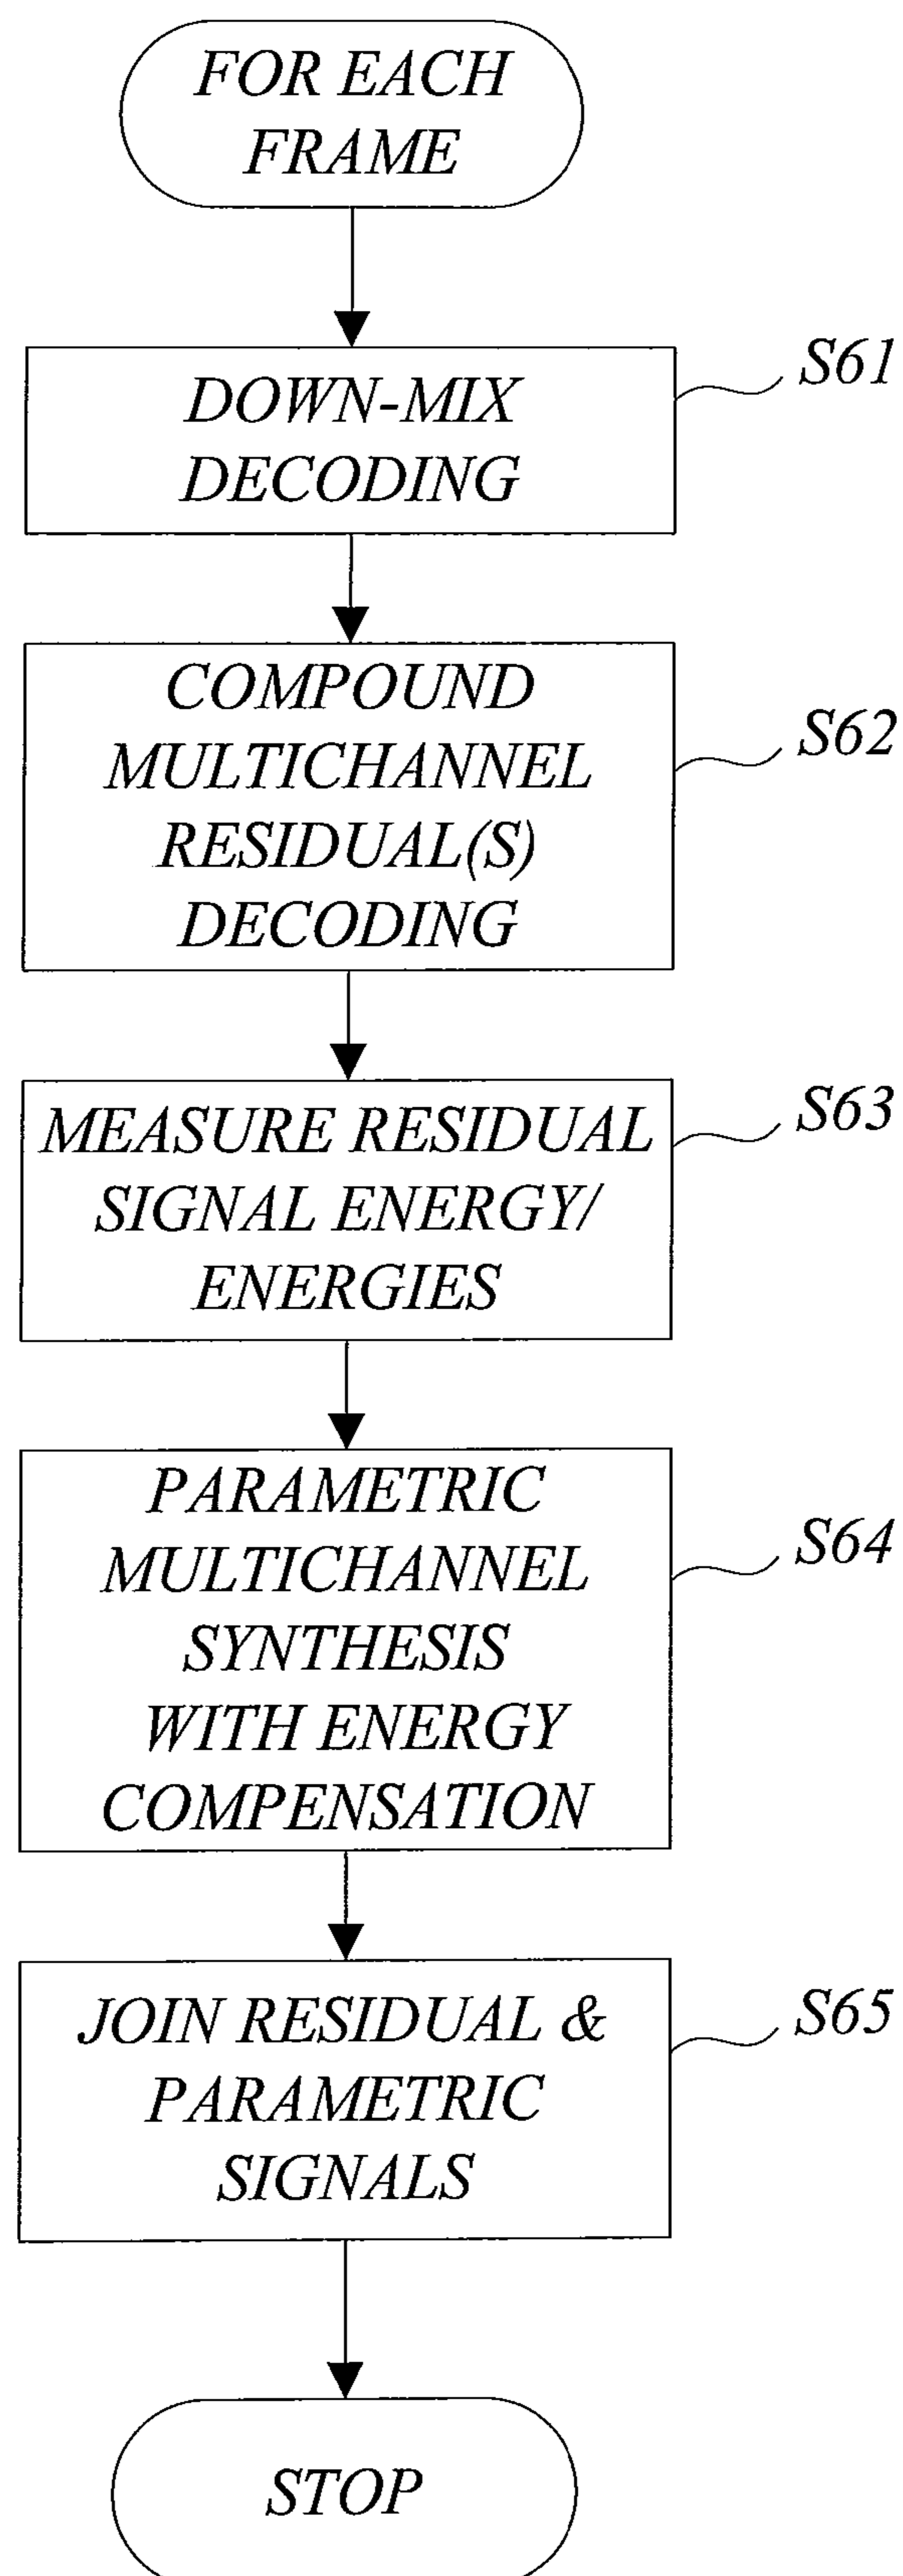 FOR EACH
FRAME
DOWN-MIX
DECODING
S61
COMPOUND
MULTICHANNEL
RESIDUAL(S)
DECODING
S62
MEASURE RESIDUAL
SIGNAL ENERGY/
ENERGIES
S63
PARAMETRIC
MULTICHANNEL
SYNTHESIS
WITH ENERGY
COMPENSATION
S64
JOIN RESIDUAL &
PARAMETRIC
SIGNALS
S65
STOP